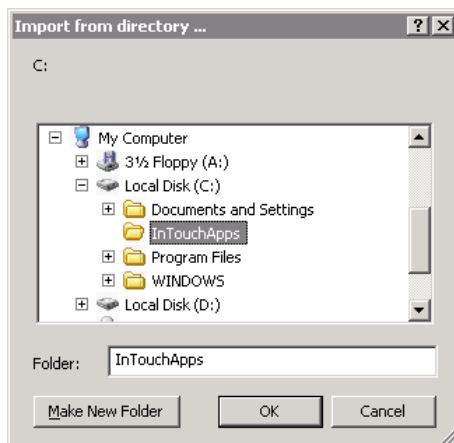 Import from directory ...
C:
My Computer
3½ Floppy (A:)
Local Disk (C:)
Documents and Settings
InTouchApps
Program Files
WINDOWS
Local Disk (D:)
Folder: InTouchApps
Make New Folder OK Cancel